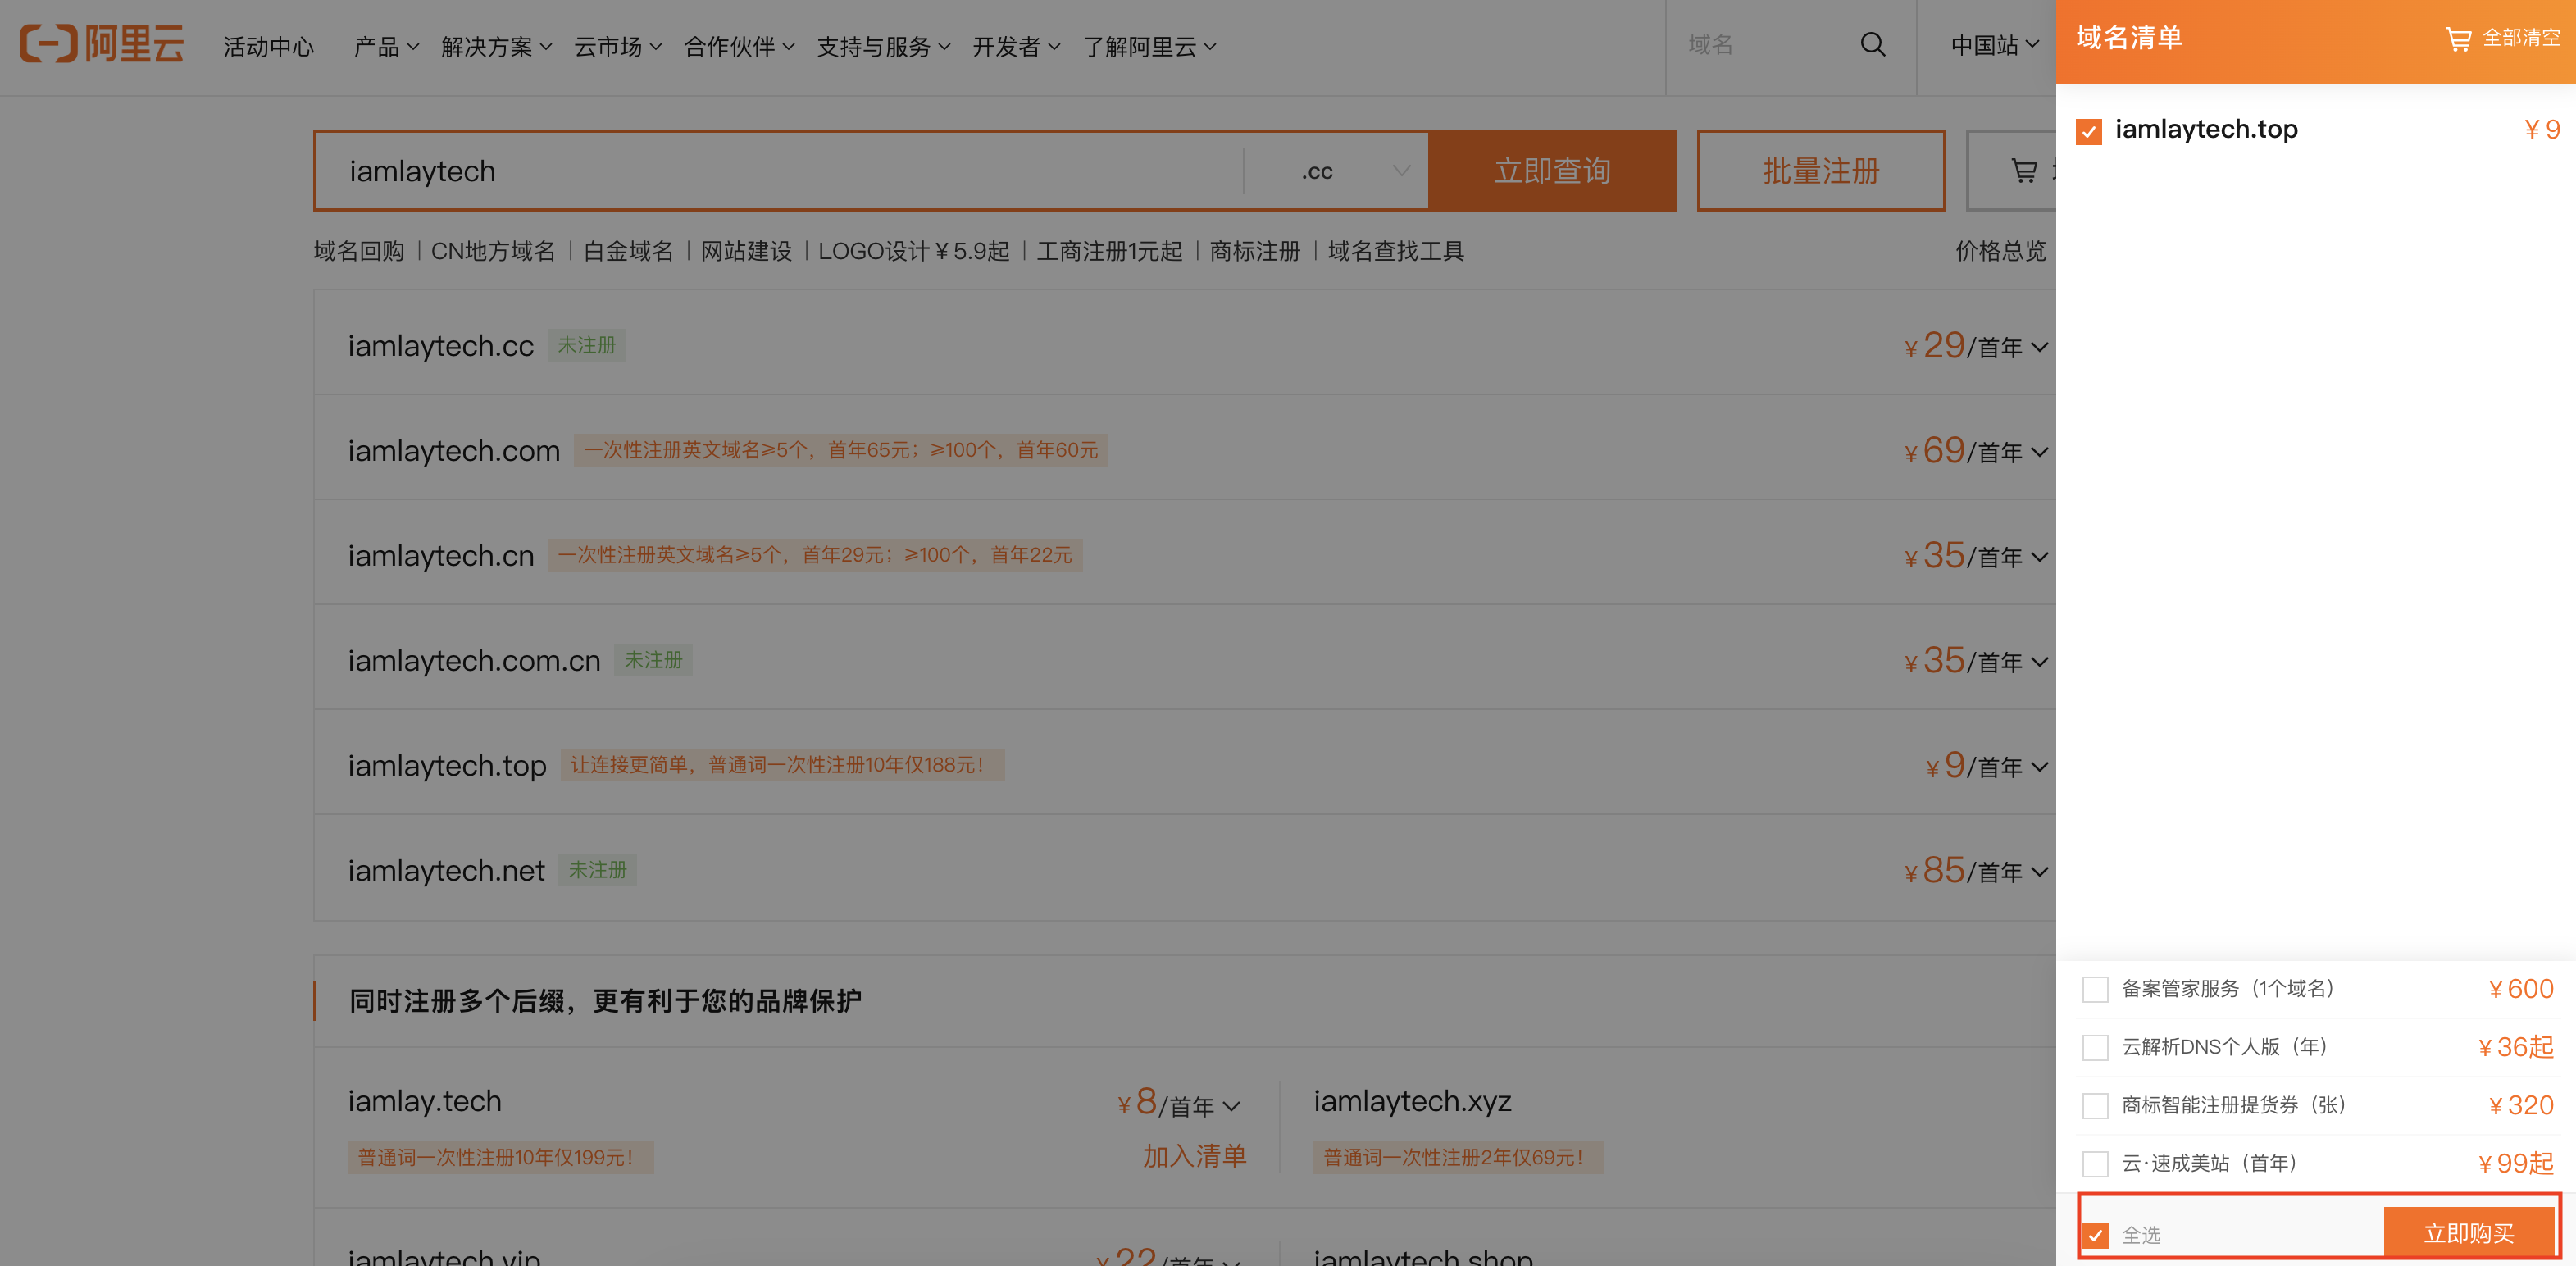 阿里云 活动中心 产品 解决方案 云市场 合作伙伴 支持与服务 开发者 了解阿里云 域名 中国站
iamlaytech .cc 立即查询 批量注册
域名回购 CN地方域名 白金域名 网站建设 LOGO设计¥5.9起 工商注册1元起 商标注册 域名查找工具 价格总览
iamlaytech.cc 未注册 ¥29/首年
iamlaytech.com 一次性注册英文域名≥5个，首年65元；≥100个，首年60元 ¥69/首年
iamlaytech.cn 一次性注册英文域名≥5个，首年29元；≥100个，首年22元 ¥35/首年
iamlaytech.com.cn 未注册 ¥35/首年
iamlaytech.top 让连接更简单，普通词一次性注册10年仅188元！ ¥9/首年
iamlaytech.net 未注册 ¥85/首年
同时注册多个后缀，更有利于您的品牌保护
iamlay.tech ¥8/首年 iamlaytech.xyz
普通词一次性注册10年仅199元！ 加入清单 普通词一次性注册2年仅69元！
iamlaytech.vip ¥22/首年 iamlaytech.shop
域名清单 全部清空
iamlaytech.top ¥9
备案管家服务（1个域名） ¥600
云解析DNS个人版（年） ¥36起
商标智能注册提货券（张） ¥320
云·速成美站（首年） ¥99起
全选 立即购买